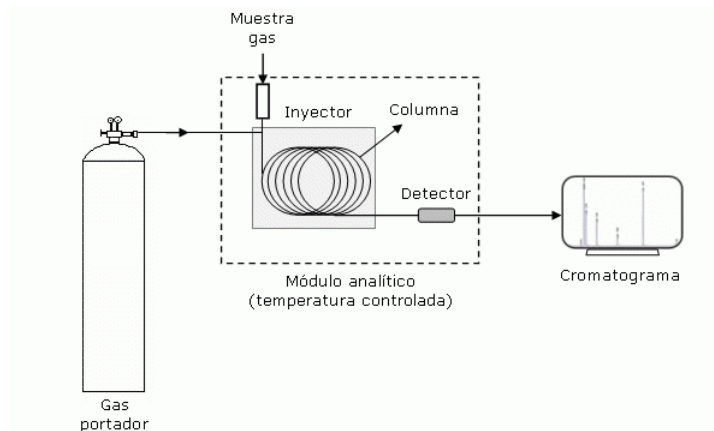 Muestra
gas
Inyector
Columna
Detector
Módulo analítico
(temperatura controlada)
Cromatograma
Gas
portador